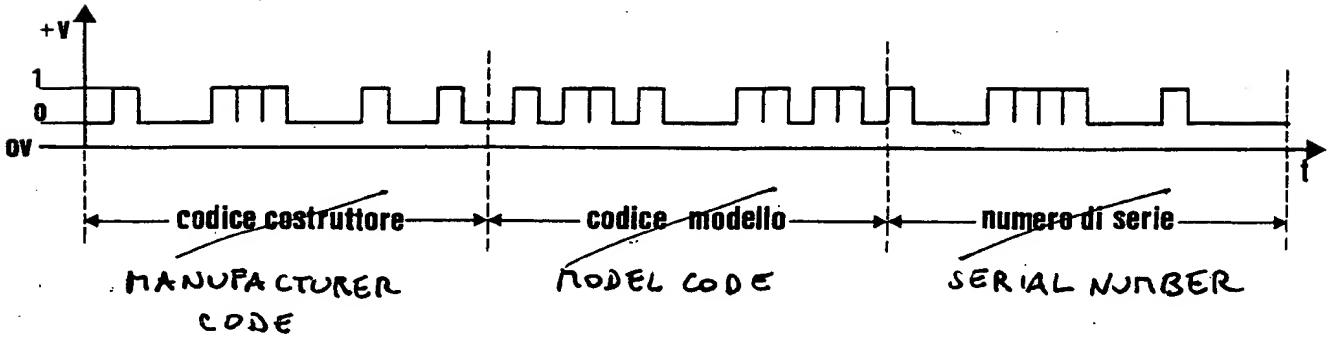 +V
1
0
0V
t
codice costruttore
codice modello
numero di serie
MANUFACTURER
CODE
MODEL CODE
SERIAL NUMBER